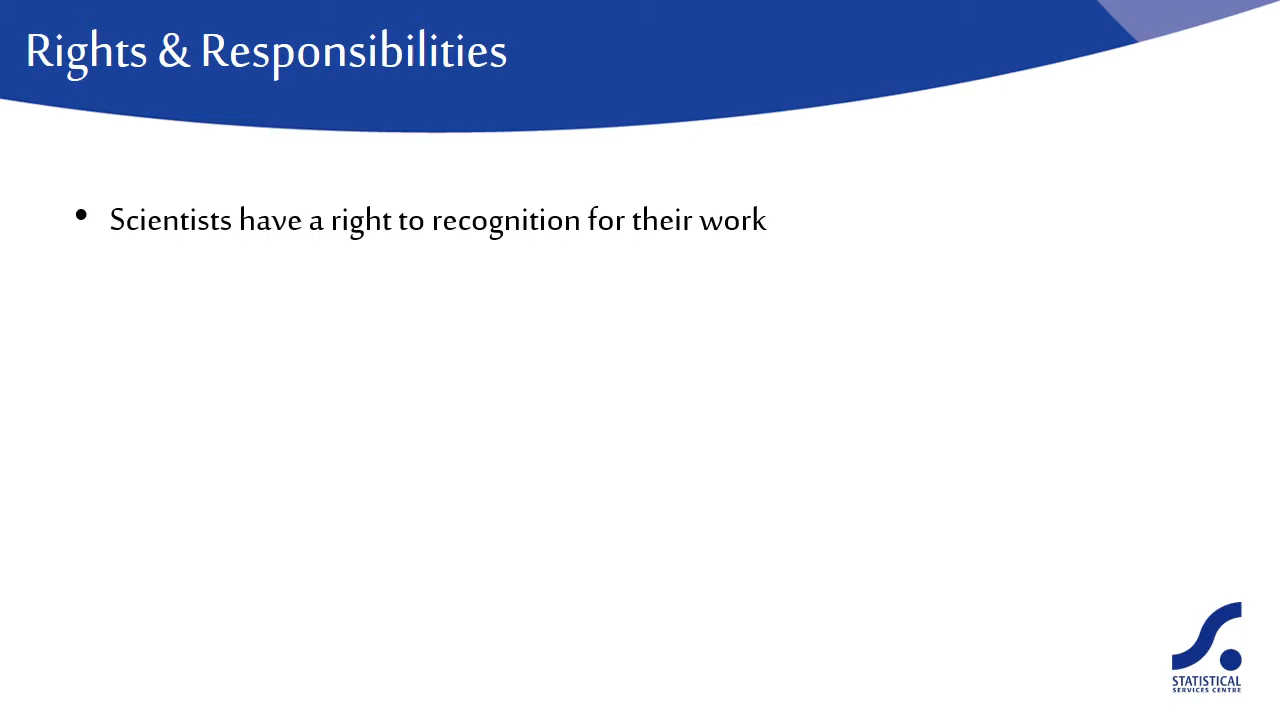 Rights & Responsibilities
• Scientists have a right to recognition for their work
STATISTICAL
SERVICES CENTRE